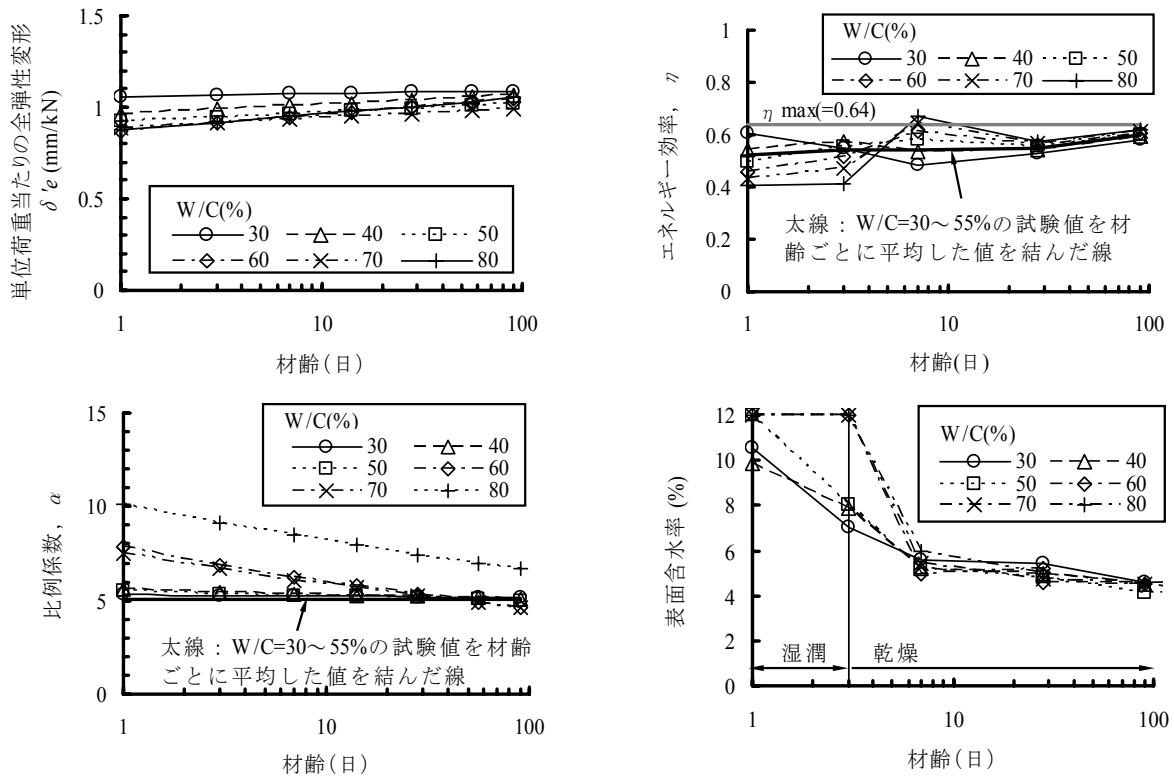 単位荷重当たりの全弾性変形
δ 'e (mm/kN)
1.5
1
0.5
0
W/C(%)
30 40 50
60 70 80
1 10 100
材齢(日)
エネルギー効率， η
1
0.8
0.6
0.4
0.2
0
W/C(%)
30 40 50
60 70 80
η max(=0.64)
太線：W/C=30～55%の試験値を材
齢ごとに平均した値を結んだ線
1 10 100
材齢(日)
比例係数， α
15
10
5
0
W/C(%)
30 40
50 60
70 80
太線：W/C=30～55%の試験値を材齢
ごとに平均した値を結んだ線
1 10 100
材齢(日)
表面含水率 (%)
12
10
8
6
4
2
0
W/C(%)
30 40
50 60
70 80
湿潤 乾燥
1 10 100
材齢(日)